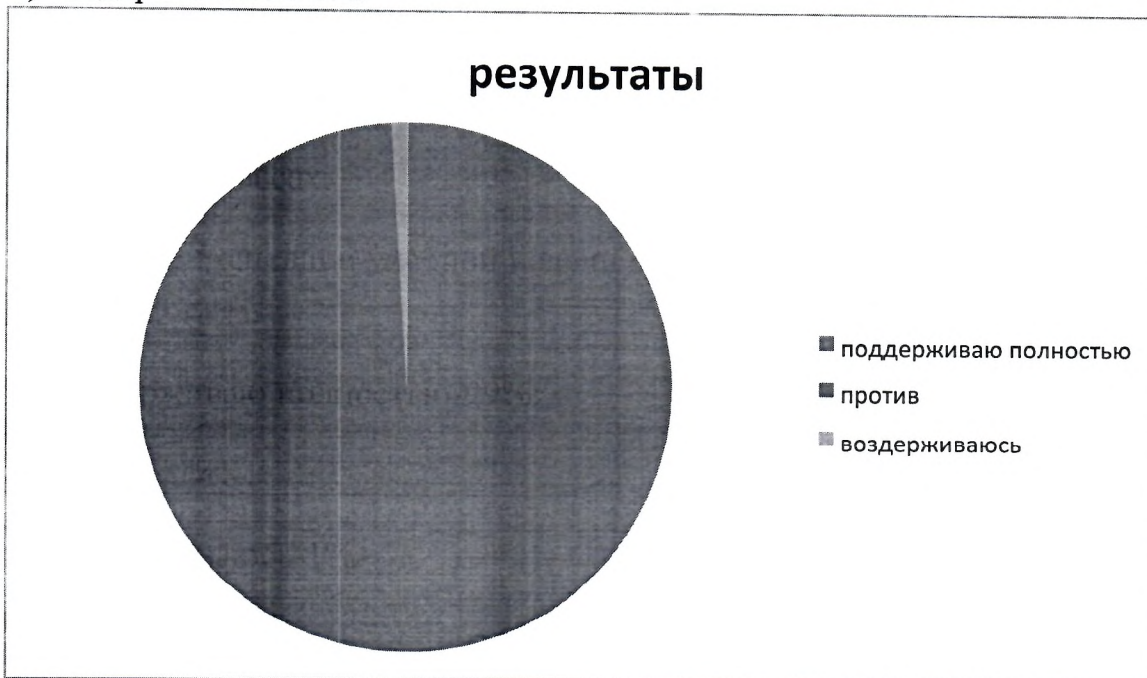 результаты
поддерживаю полностью
против
воздерживаюсь